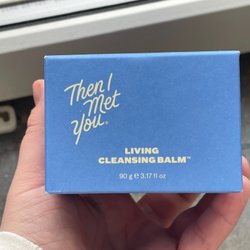 Then I
Met
You®
LIVING
CLEANSING BALM™
90 g ℮ 3.17 fl oz